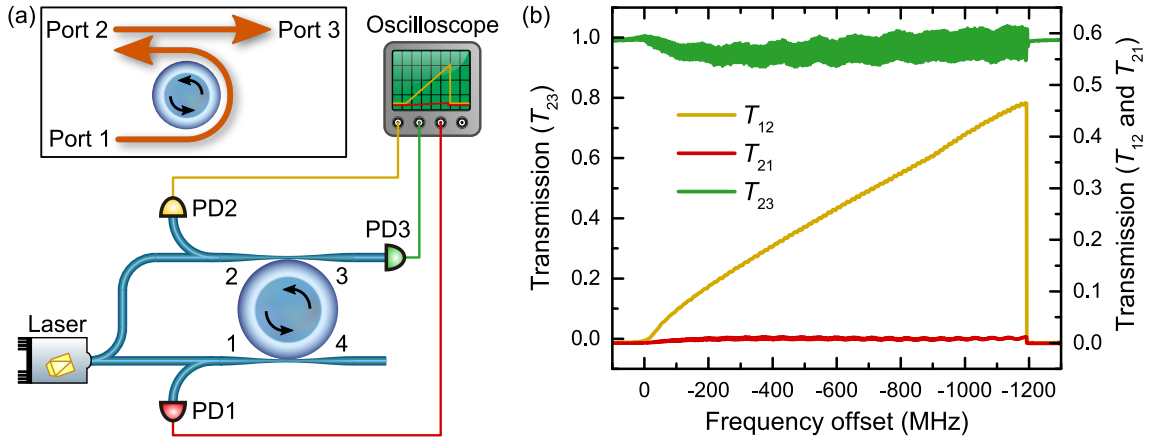 (a)
Port 2
Port 3
Port 1
Oscilloscope
PD2
PD3
2
3
Laser
1
4
PD1
(b)
Transmission (T23)
1.0
0.8
0.6
0.4
0.2
0.0
T12
T21
T23
0.6
0.5
0.4
0.3
0.2
0.1
0.0
Transmission (T12 and T21)
0 -200 -400 -600 -800 -1000 -1200
Frequency offset (MHz)